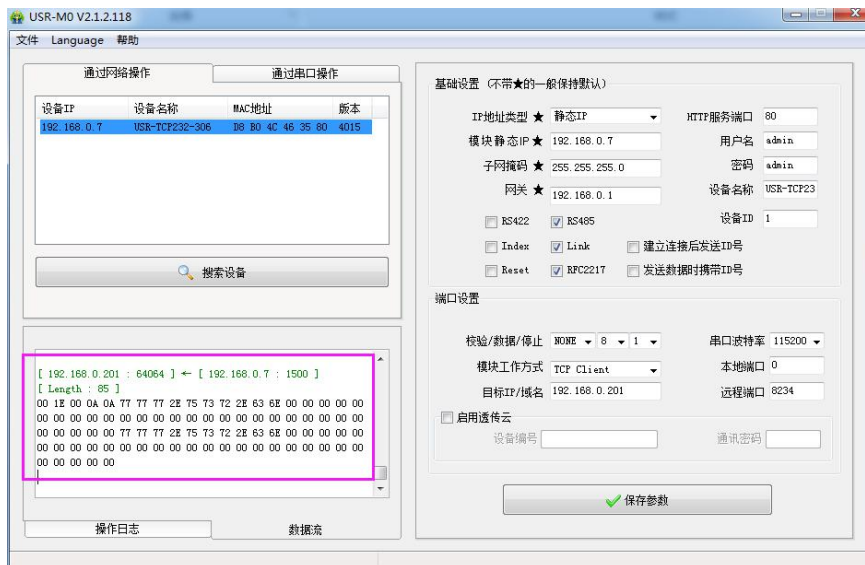 USR-M0 V2.1.2.118
文件 Language 帮助
通过网络操作 通过串口操作
设备IP 设备名称 MAC地址 版本
192.168.0.7 USR-TCP232-306 D8 B0 4C 46 35 80 4015
搜索设备
[ 192.168.0.201 : 64064 ] ← [ 192.168.0.7 : 1500 ]
[ Length : 85 ]
00 1E 00 0A 0A 77 77 77 2E 75 73 72 2E 63 6E 00 00 00 00 00
00 00 00 00 00 00 00 00 00 00 00 00 00 00 00 00 00 00 00 00
00 00 00 00 00 77 77 77 2E 75 73 72 2E 63 6E 00 00 00 00 00
00 00 00 00 00 00 00 00 00 00 00 00 00 00 00 00 00 00 00 00
00 00 00 00 00
操作日志 数据流
基础设置 (不带★的一般保持默认)
IP地址类型 ★ 静态IP HTTP服务端口 80
模块静态IP★ 192.168.0.7 用户名 admin
子网掩码 ★ 255.255.255.0 密码 admin
网关 ★ 192.168.0.1 设备名称 USR-TCP23
RS422 RS485 设备ID 1
Index Link 建立连接后发送ID号
Reset RFC2217 发送数据时携带ID号
端口设置
校验/数据/停止 NONE 8 1 串口波特率 115200
模块工作方式 TCP Client 本地端口 0
目标IP/域名 192.168.0.201 远程端口 8234
启用透传云
设备编号 通讯密码
保存参数